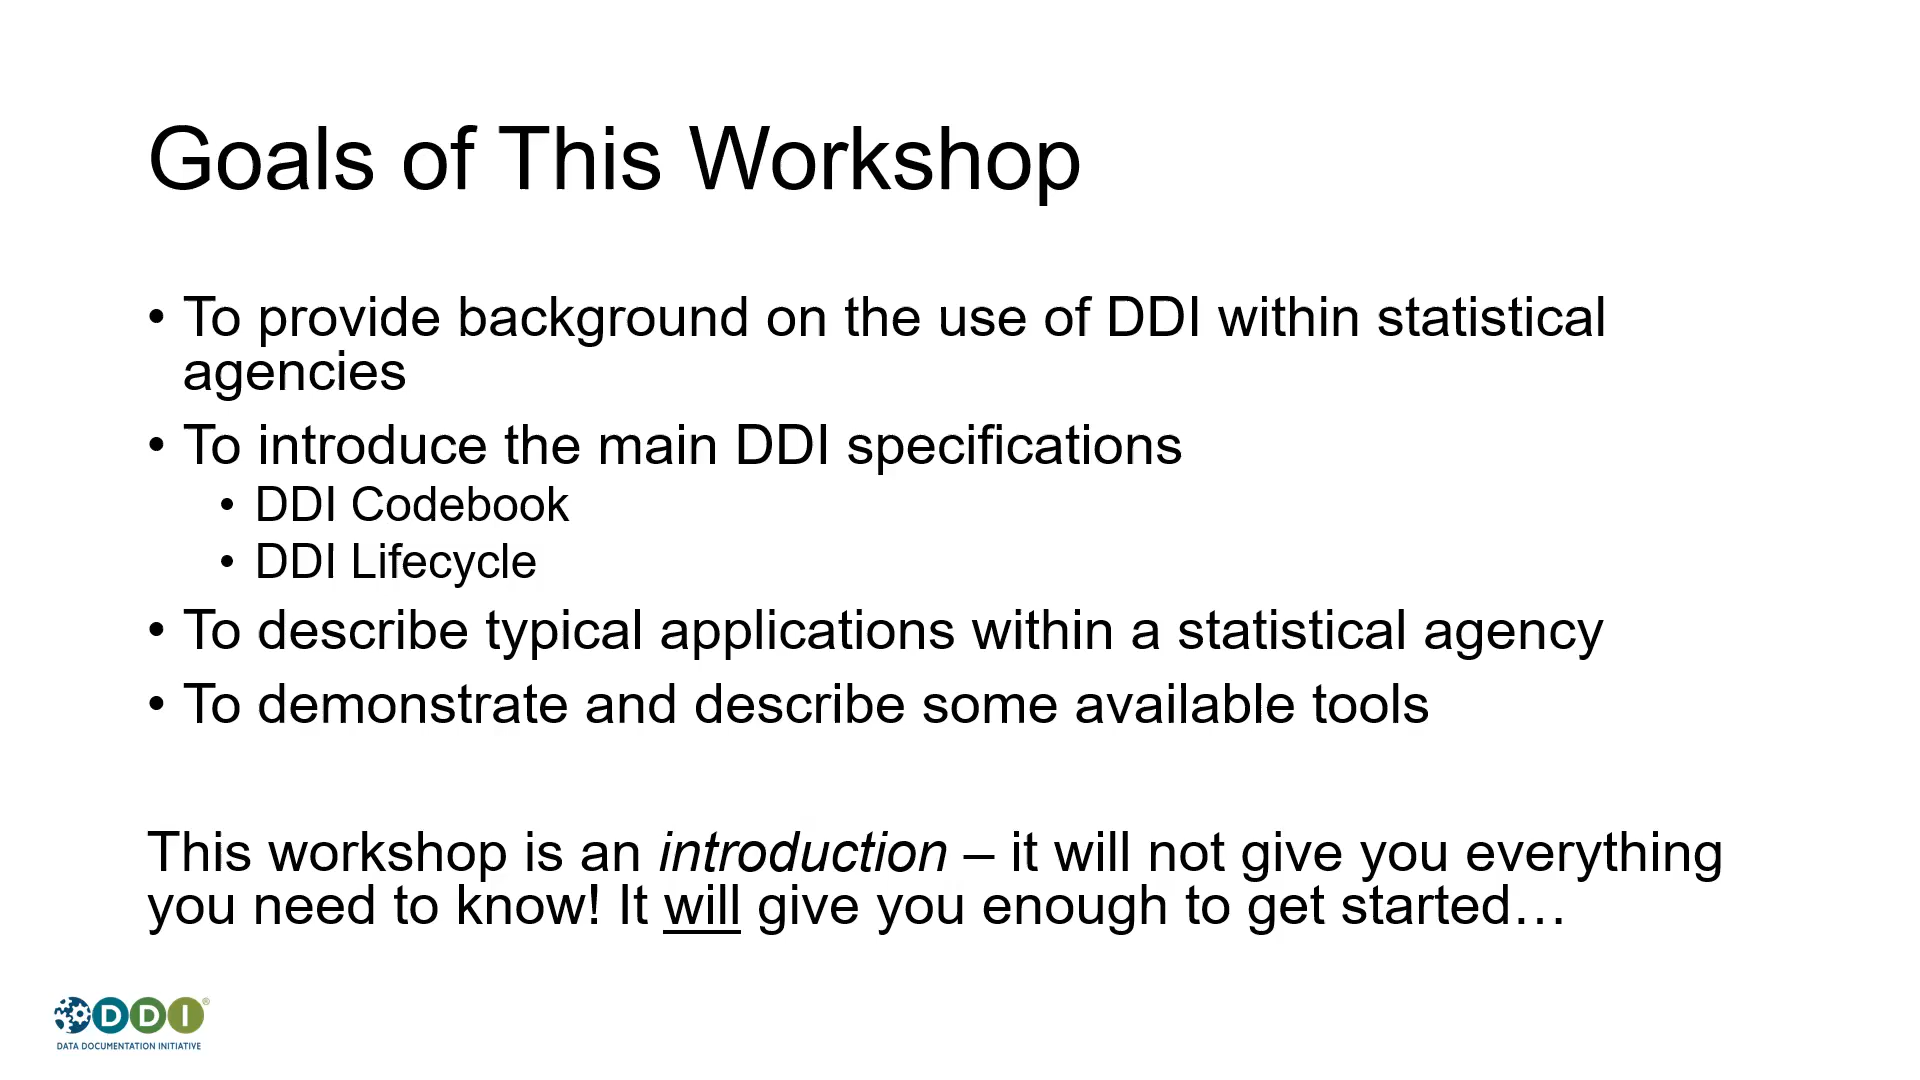 Goals of This Workshop
• To provide background on the use of DDI within statistical
agencies
• To introduce the main DDI specifications
• DDI Codebook
• DDI Lifecycle
• To describe typical applications within a statistical agency
• To demonstrate and describe some available tools
This workshop is an introduction – it will not give you everything
you need to know! It will give you enough to get started…
DDI®
DATA DOCUMENTATION INITIATIVE